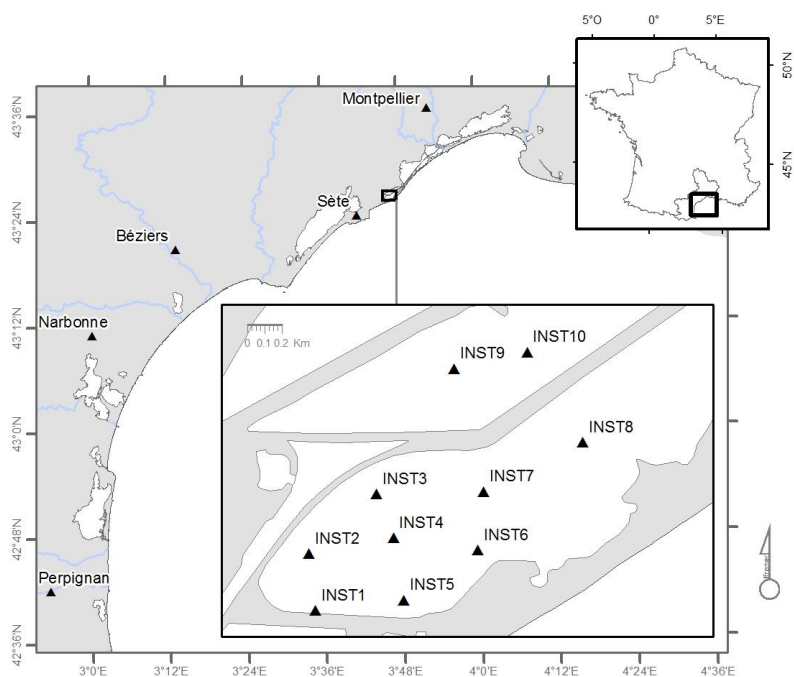 5°O 0° 5°E
50°N
45°N
Montpellier
43°36'N
Sète
43°24'N
Béziers
Narbonne
43°12'N
0 0.1 0.2 Km
INST10
INST9
43°0'N
INST8
INST3
INST7
INST4
INST2
INST6
42°48'N
Perpignan
INST5
INST1
Ifremer
42°36'N
3°0'E 3°12'E 3°24'E 3°36'E 3°48'E 4°0'E 4°12'E 4°24'E 4°36'E